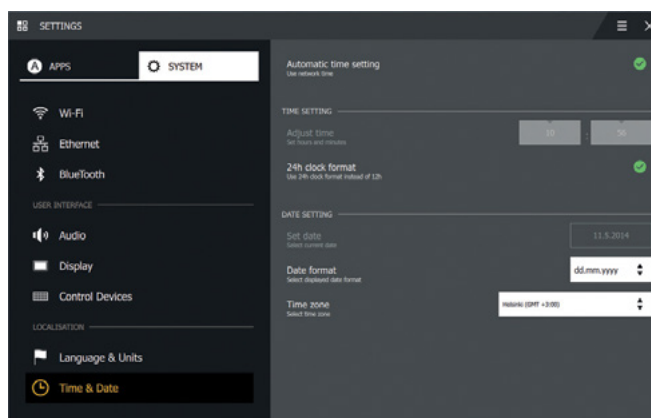 SETTINGS
A APPS
SYSTEM
Wi-Fi
Ethernet
BlueTooth
USER INTERFACE
Audio
Display
Control Devices
LOCALISATION
Language & Units
Time & Date
Automatic time setting
Use network time
TIME SETTING
Adjust time
Set hours and minutes
10 : 56
24h clock format
Use 24h clock format instead of 12h
DATE SETTING
Set date
Select current date
11.5.2014
Date format
Select displayed date format
dd.mm.yyyy
Time zone
Select time zone
Helsinki (GMT +2:00)